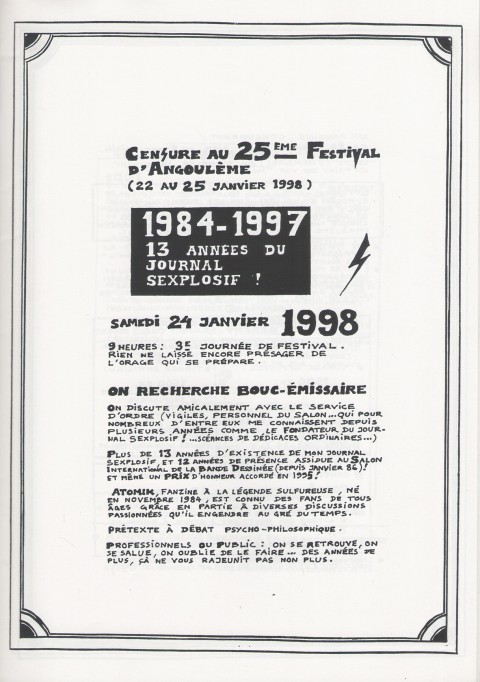 CENSURE AU 25ÈME FESTIVAL
D'ANGOULÈME
(22 AU 25 JANVIER 1998)
1984-1997
13 ANNÉES DU
JOURNAL
SEXPLOSIF !
SAMEDI 24 JANVIER 1998
9 HEURES : 3E JOURNÉE DE FESTIVAL.
RIEN NE LAISSE ENCORE PRÉSAGER DE
L'ORAGE QUI SE PRÉPARE.
ON RECHERCHE BOUC-ÉMISSAIRE
ON DISCUTE AMICALEMENT AVEC LE SERVICE
D'ORDRE (VIGILES, PERSONNEL DU SALON...QUI POUR
NOMBREUX D'ENTRE EUX ME CONNAISSENT DEPUIS
PLUSIEURS ANNÉES COMME LE FONDATEUR DU JOUR-
NAL SEXPLOSIF !...SCÉANCES DE DÉDICACES ORDINAIRES...)
PLUS DE 13 ANNÉES D'EXISTENCE DE MON JOURNAL
SEXPLOSIF, ET 12 ANNÉES DE PRÉSENCE ASSIDUE AU SALON
INTERNATIONAL DE LA BANDE DESSINÉE (DEPUIS JANVIER 86)!
ET MÊME UN PRIX D'HONNEUR ACCORDÉ EN 1995!
ATOMIK, FANZINE À LA LÉGENDE SULFUREUSE, NÉ
EN NOVEMBRE 1984, EST CONNU DES FANS DE TOUS
ÂGES GRÂCE EN PARTIE À DIVERSES DISCUSSIONS
PASSIONNÉES QU'IL ENGENDRE AU GRÉ DU TEMPS.
PRÉTEXTE À DÉBAT PSYCHO-PHILOSOPHIQUE.
PROFESSIONNELS OU PUBLIC : ON SE RETROUVE, ON
SE SALUE, ON OUBLIE DE LE FAIRE... DES ANNÉES DE
PLUS, ÇÀ NE VOUS RAJEUNIT PAS NON PLUS.